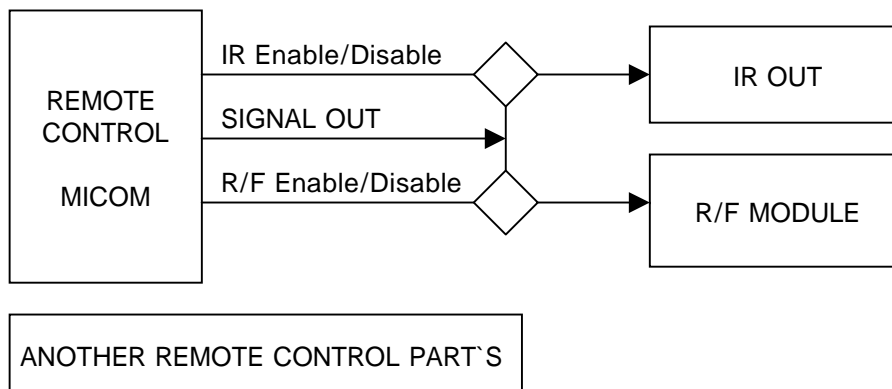 REMOTE
CONTROL
MICOM
IR Enable/Disable
SIGNAL OUT
R/F Enable/Disable
IR OUT
R/F MODULE
ANOTHER REMOTE CONTROL PART`S